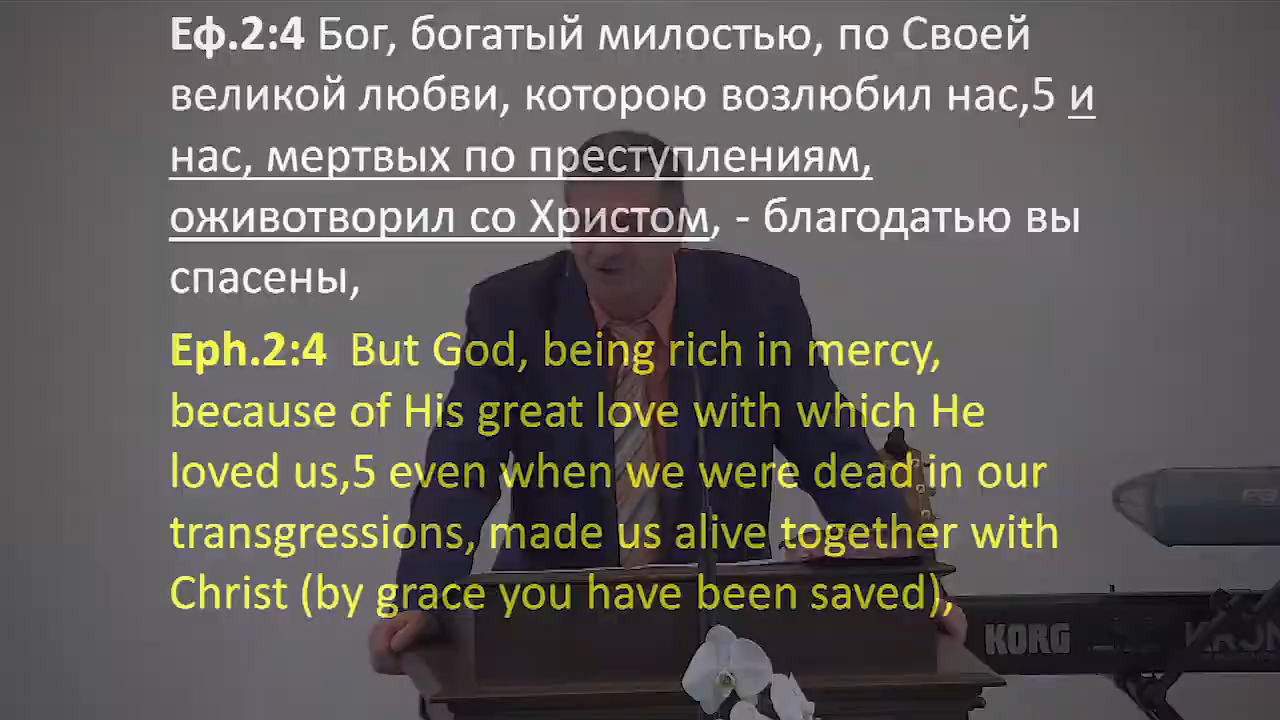 Еф.2:4 Бог, богатый милостью, по Своей
великой любви, которою возлюбил нас,5 и
нас, мертвых по преступлениям,
оживотворил со Христом, - благодатью вы
спасены,
Eph.2:4 But God, being rich in mercy,
because of His great love with which He
loved us,5 even when we were dead in our
transgressions, made us alive together with
Christ (by grace you have been saved),
KORG